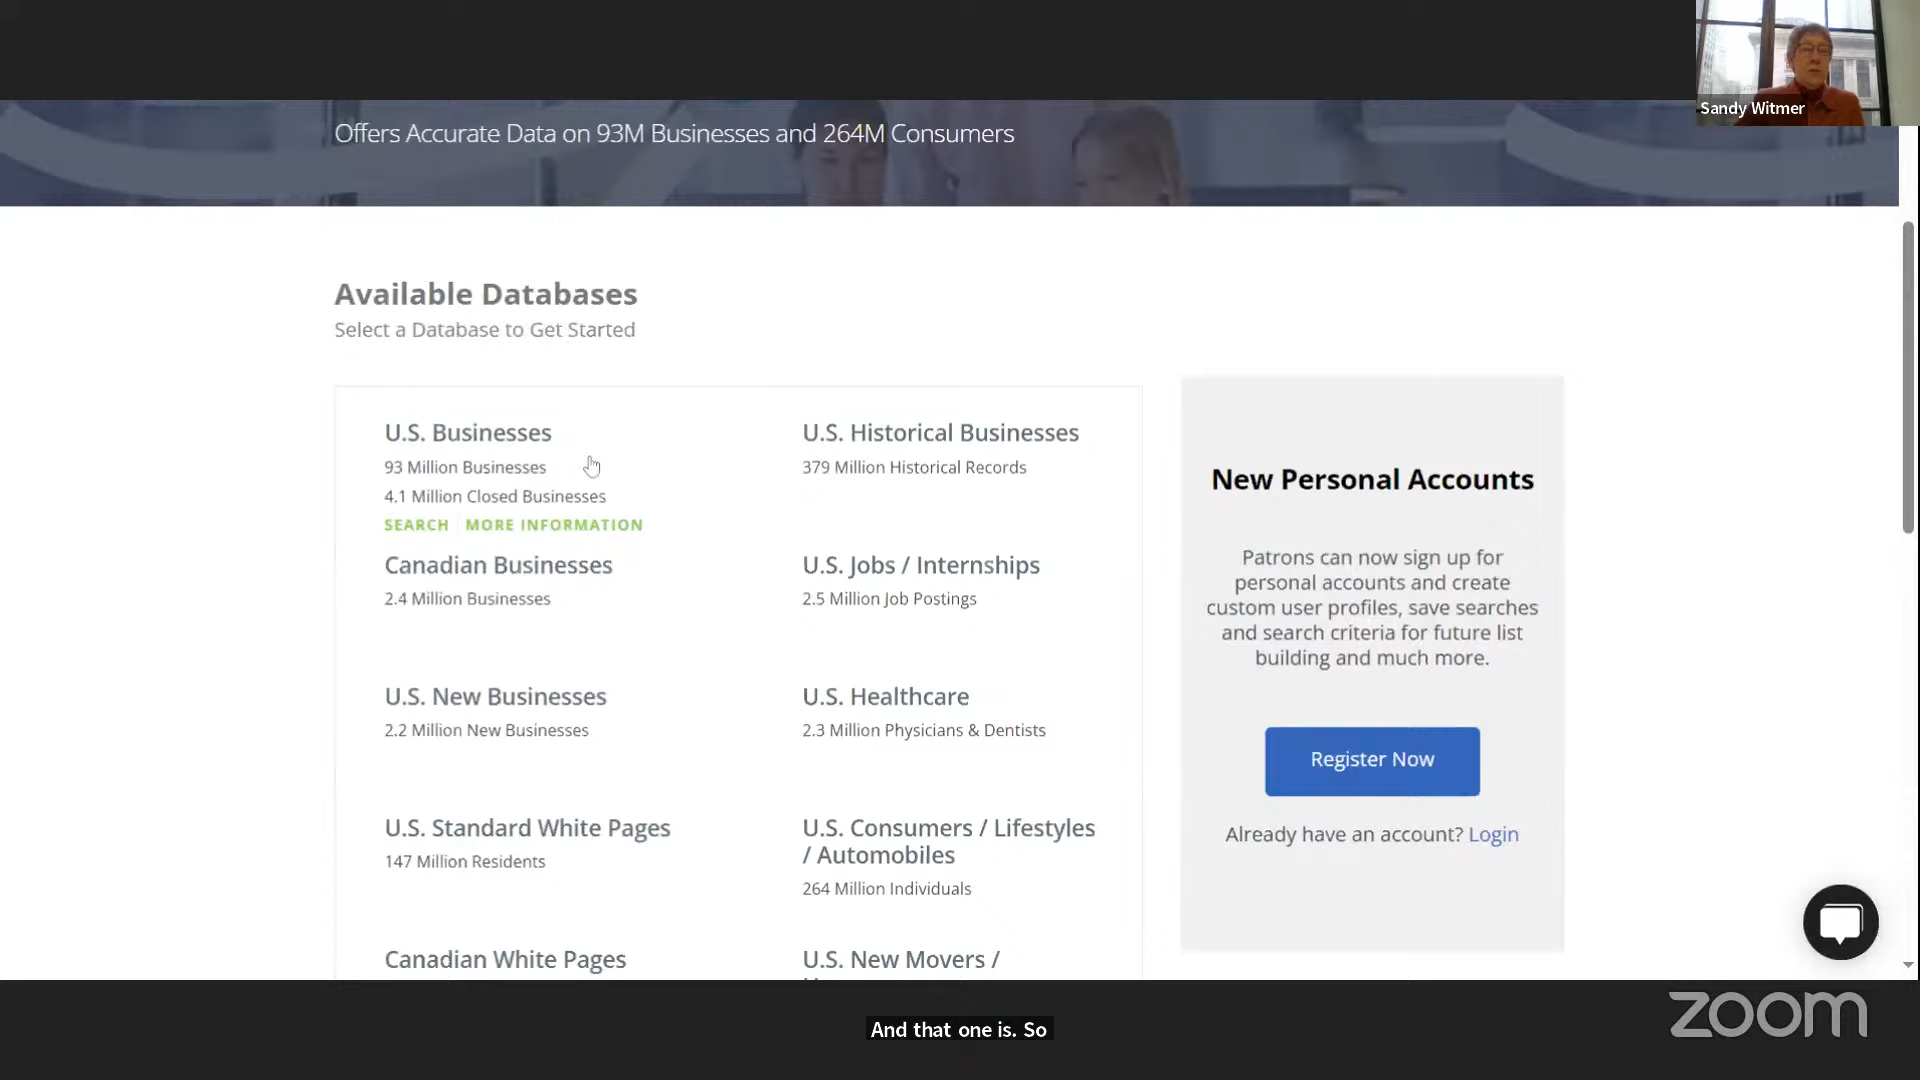 Sandy Witmer
Offers Accurate Data on 93M Businesses and 264M Consumers
Available Databases
Select a Database to Get Started
U.S. Businesses
93 Million Businesses
4.1 Million Closed Businesses
SEARCH MORE INFORMATION
U.S. Historical Businesses
379 Million Historical Records
Canadian Businesses
2.4 Million Businesses
U.S. Jobs / Internships
2.5 Million Job Postings
U.S. New Businesses
2.2 Million New Businesses
U.S. Healthcare
2.3 Million Physicians & Dentists
U.S. Standard White Pages
147 Million Residents
U.S. Consumers / Lifestyles
/ Automobiles
264 Million Individuals
Canadian White Pages
U.S. New Movers /
New Personal Accounts
Patrons can now sign up for
personal accounts and create
custom user profiles, save searches
and search criteria for future list
building and much more.
Register Now
Already have an account? Login
And that one is. So
zoom